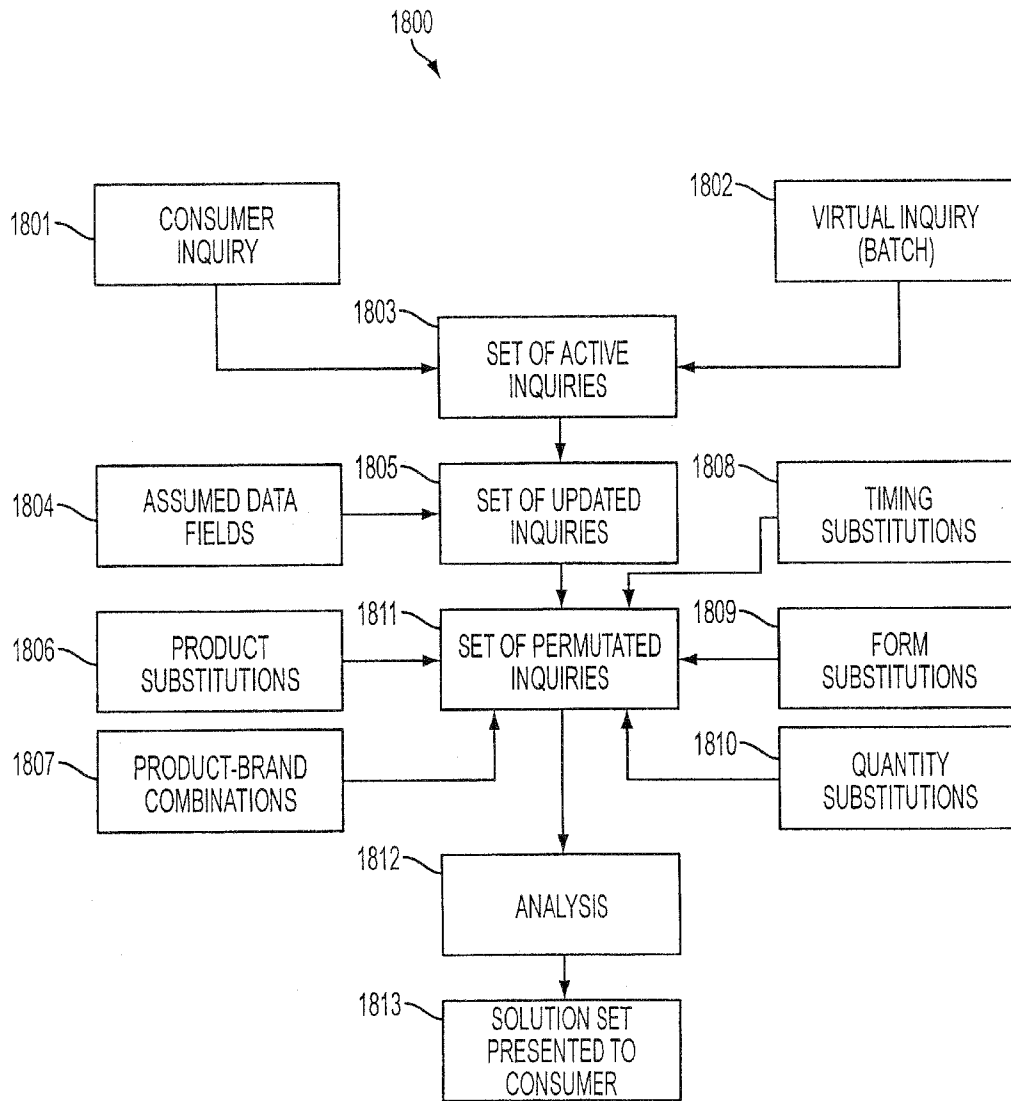 1800
1801
CONSUMER
INQUIRY
1802
VIRTUAL INQUIRY
(BATCH)
1803
SET OF ACTIVE
INQUIRIES
1804
ASSUMED DATA
FIELDS
1805
SET OF UPDATED
INQUIRIES
1808
TIMING
SUBSTITUTIONS
1806
PRODUCT
SUBSTITUTIONS
1811
SET OF PERMUTATED
INQUIRIES
1809
FORM
SUBSTITUTIONS
1807
PRODUCT-BRAND
COMBINATIONS
1810
QUANTITY
SUBSTITUTIONS
1812
ANALYSIS
1813
SOLUTION SET
PRESENTED TO
CONSUMER